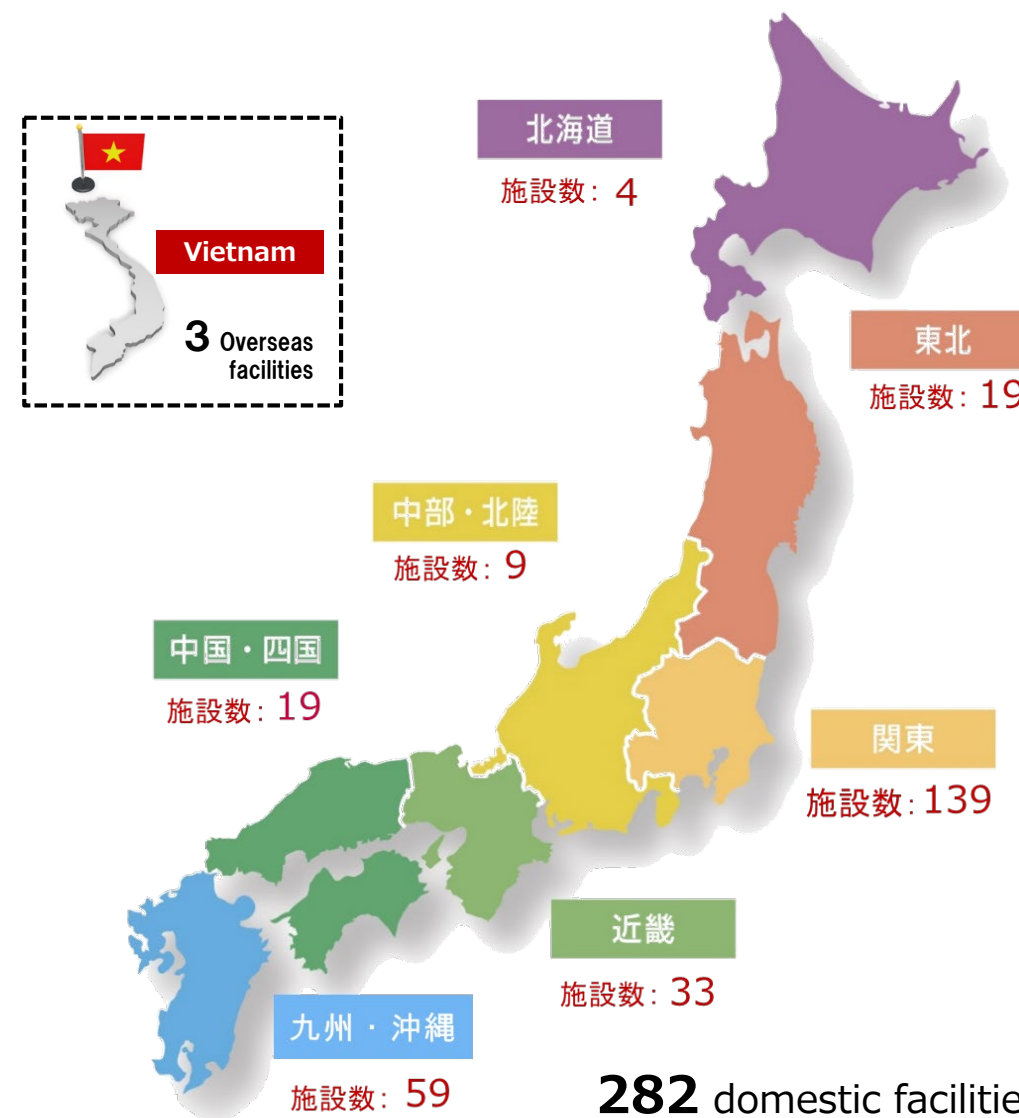 北海道
施設数: 4
Vietnam
3 Overseas
facilities
東北
施設数: 19
中部・北陸
施設数: 9
中国・四国
施設数: 19
関東
施設数: 139
近畿
施設数: 33
九州・沖縄
施設数: 59
282 domestic facilitie